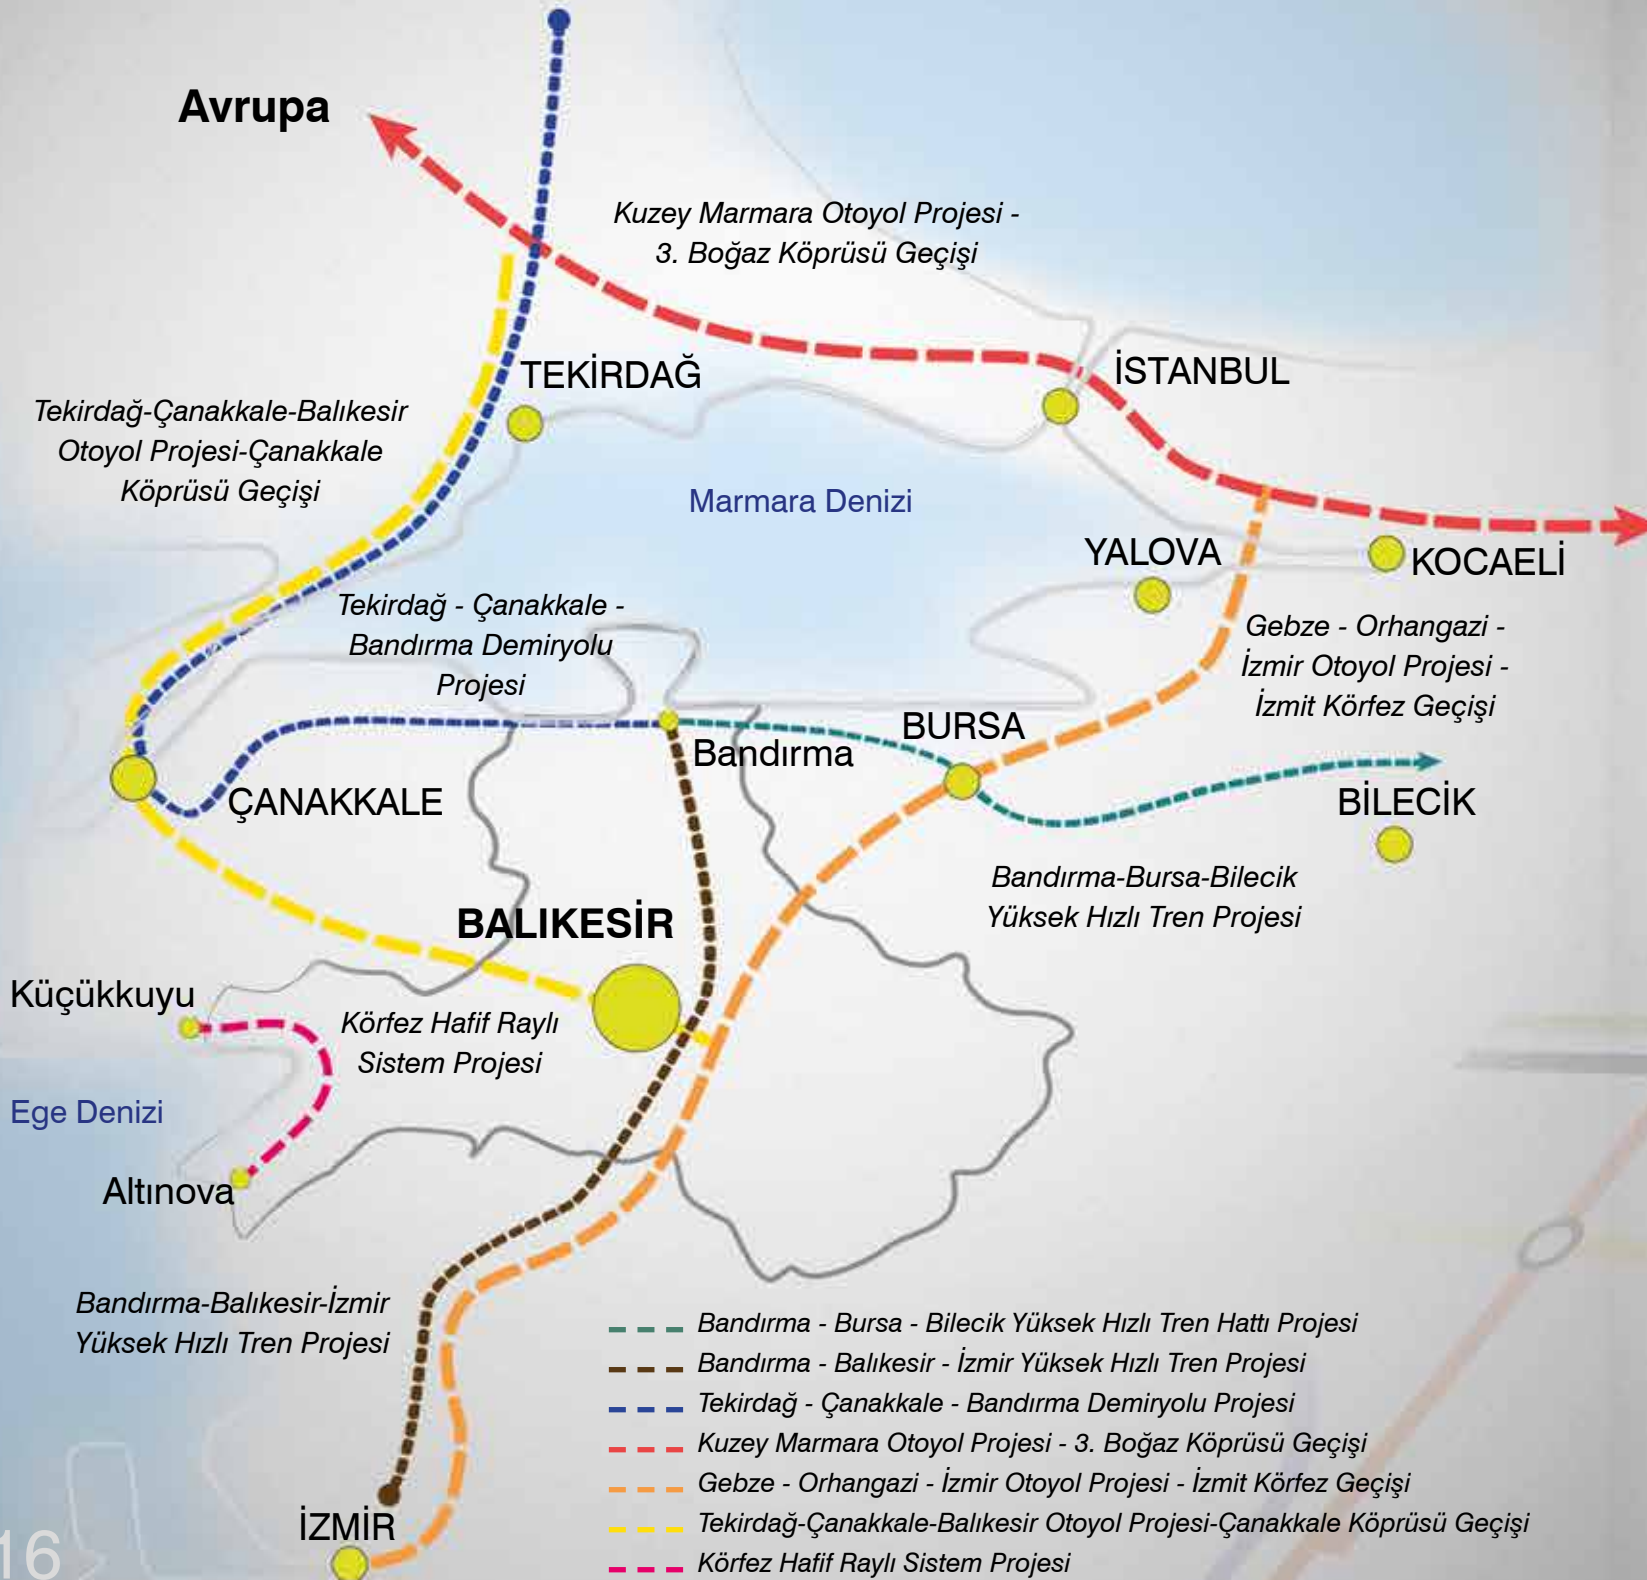 Avrupa
Kuzey Marmara Otoyol Projesi -
3. Boğaz Köprüsü Geçişi
TEKİRDAĞ
İSTANBUL
Tekirdağ-Çanakkale-Balıkesir
Otoyol Projesi-Çanakkale
Köprüsü Geçişi
Marmara Denizi
YALOVA
KOCAELİ
Tekirdağ - Çanakkale -
Bandırma Demiryolu
Projesi
Gebze - Orhangazi -
İzmir Otoyol Projesi -
İzmit Körfez Geçişi
BURSA
Bandırma
ÇANAKKALE
BİLECİK
Bandırma-Bursa-Bilecik
Yüksek Hızlı Tren Projesi
BALIKESİR
Küçükkuyu
Körfez Hafif Raylı
Sistem Projesi
Ege Denizi
Altınova
Bandırma-Balıkesir-İzmir
Yüksek Hızlı Tren Projesi
İZMİR
Bandırma - Bursa - Bilecik Yüksek Hızlı Tren Hattı Projesi
Bandırma - Balıkesir - İzmir Yüksek Hızlı Tren Projesi
Tekirdağ - Çanakkale - Bandırma Demiryolu Projesi
Kuzey Marmara Otoyol Projesi - 3. Boğaz Köprüsü Geçişi
Gebze - Orhangazi - İzmir Otoyol Projesi - İzmit Körfez Geçişi
Tekirdağ-Çanakkale-Balıkesir Otoyol Projesi-Çanakkale Köprüsü Geçişi
Körfez Hafif Raylı Sistem Projesi
16